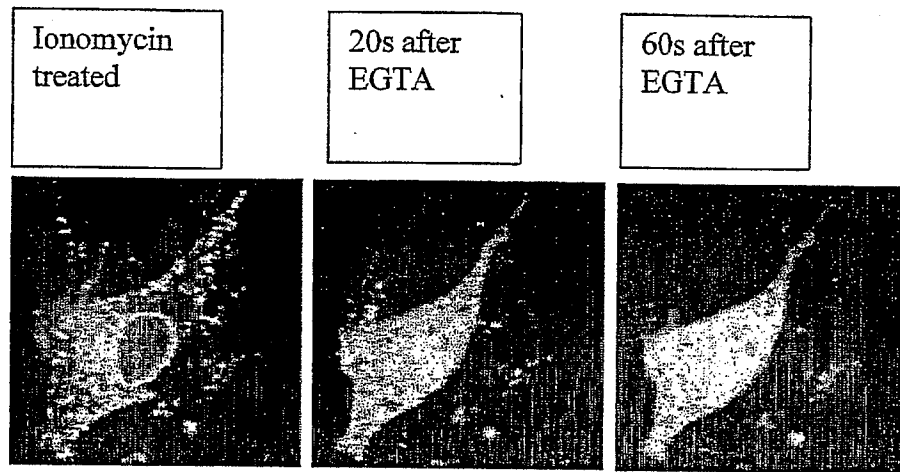 Ionomycin
treated
20s after
EGTA
60s after
EGTA